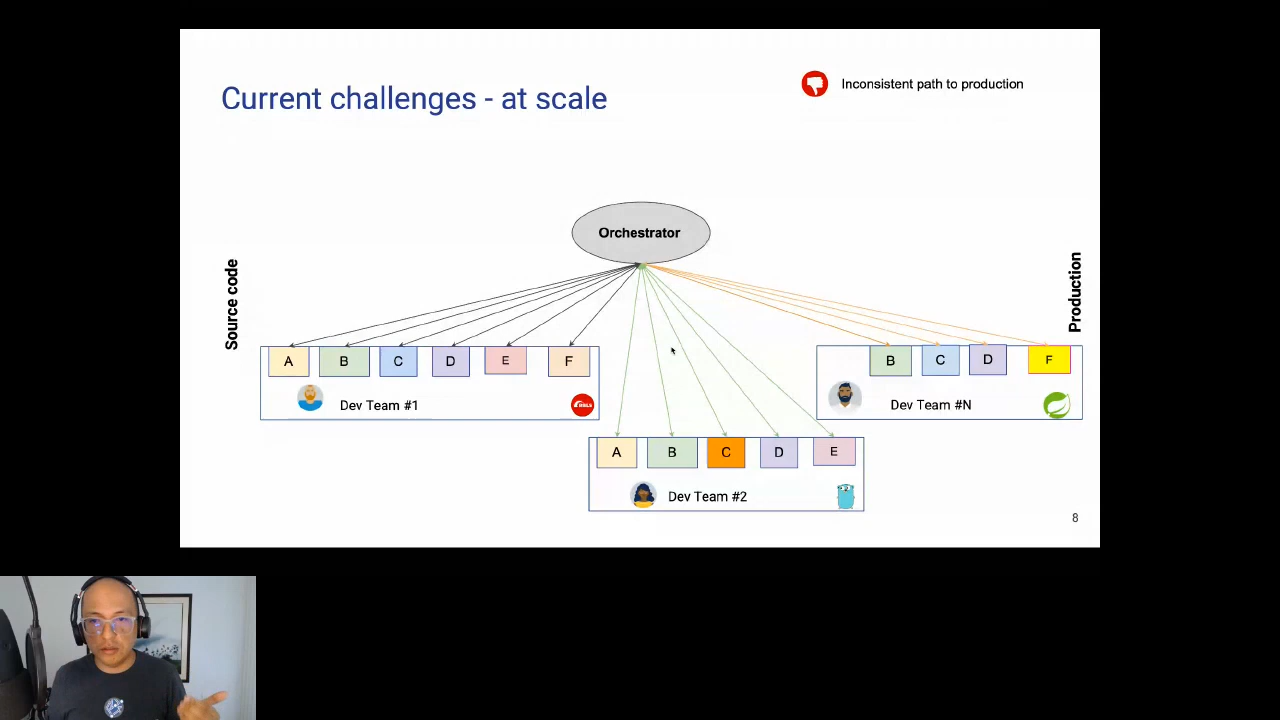 Current challenges - at scale
Inconsistent path to production
Orchestrator
Source code
Production
A B C D E F
Dev Team #1
RAILS
B C D F
Dev Team #N
A B C D E
Dev Team #2
8